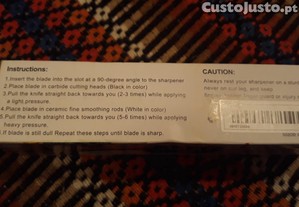 CustoJusto.pt
Instructions:
1.Insert the blade into the slot at a 90-degree angle to the sharpener.
2.Place blade in carbide cutting heads (Black in color)
3.Pull the knife straight back towards you (2-3 times) while applying
a light pressure.
4.Place blade in ceramic fine smoothing rods (White in color)
5.Pull the knife straight back towards you (5-6 times) while applying
heavy pressure.
6.If blade is still dull Repeat these steps until blade is sharp.
CAUTION:
Always rest your sharpener on a
never on